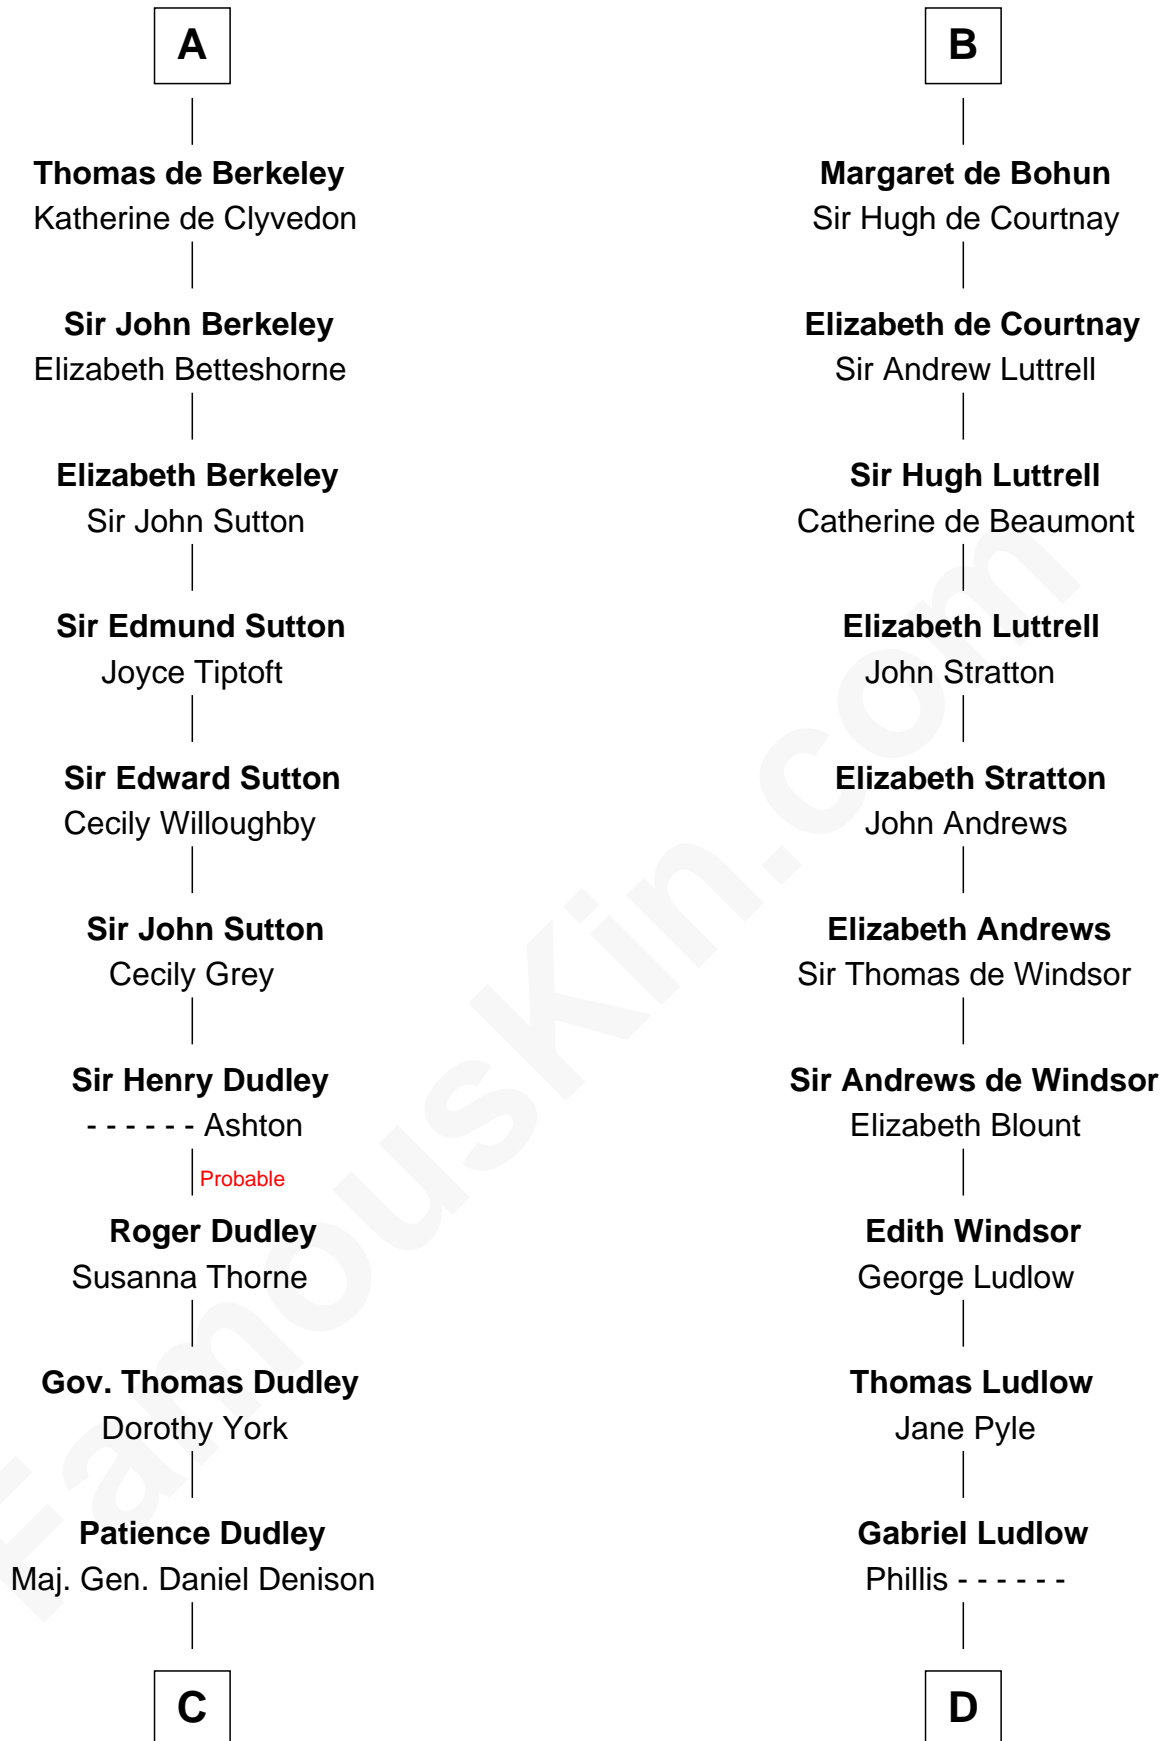 A
Thomas de Berkeley
Katherine de Clyvedon
Sir John Berkeley
Elizabeth Betteshorne
Elizabeth Berkeley
Sir John Sutton
Sir Edmund Sutton
Joyce Tiptoft
Sir Edward Sutton
Cecily Willoughby
Sir John Sutton
Cecily Grey
Sir Henry Dudley
- - - - - - Ashton
Probable
Roger Dudley
Susanna Thorne
Gov. Thomas Dudley
Dorothy York
Patience Dudley
Maj. Gen. Daniel Denison
C
B
Margaret de Bohun
Sir Hugh de Courtnay
Elizabeth de Courtnay
Sir Andrew Luttrell
Sir Hugh Luttrell
Catherine de Beaumont
Elizabeth Luttrell
John Stratton
Elizabeth Stratton
John Andrews
Elizabeth Andrews
Sir Thomas de Windsor
Sir Andrews de Windsor
Elizabeth Blount
Edith Windsor
George Ludlow
Thomas Ludlow
Jane Pyle
Gabriel Ludlow
Phillis - - - - - -
D
FamousKin.com